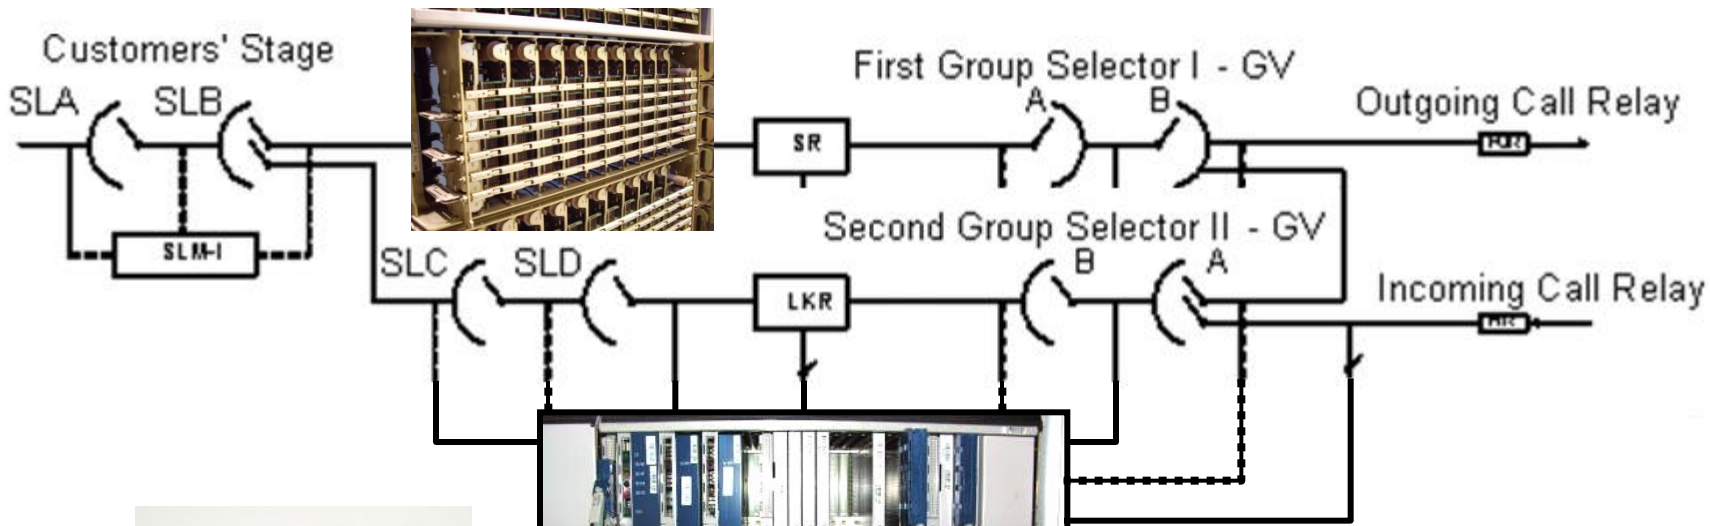 Customers' Stage
First Group Selector I - GV
SLA
SLB
A
B
Outgoing Call Relay
SR
FUR
Second Group Selector II - GV
SLM-I
SLC
SLD
B
A
Incoming Call Relay
LKR